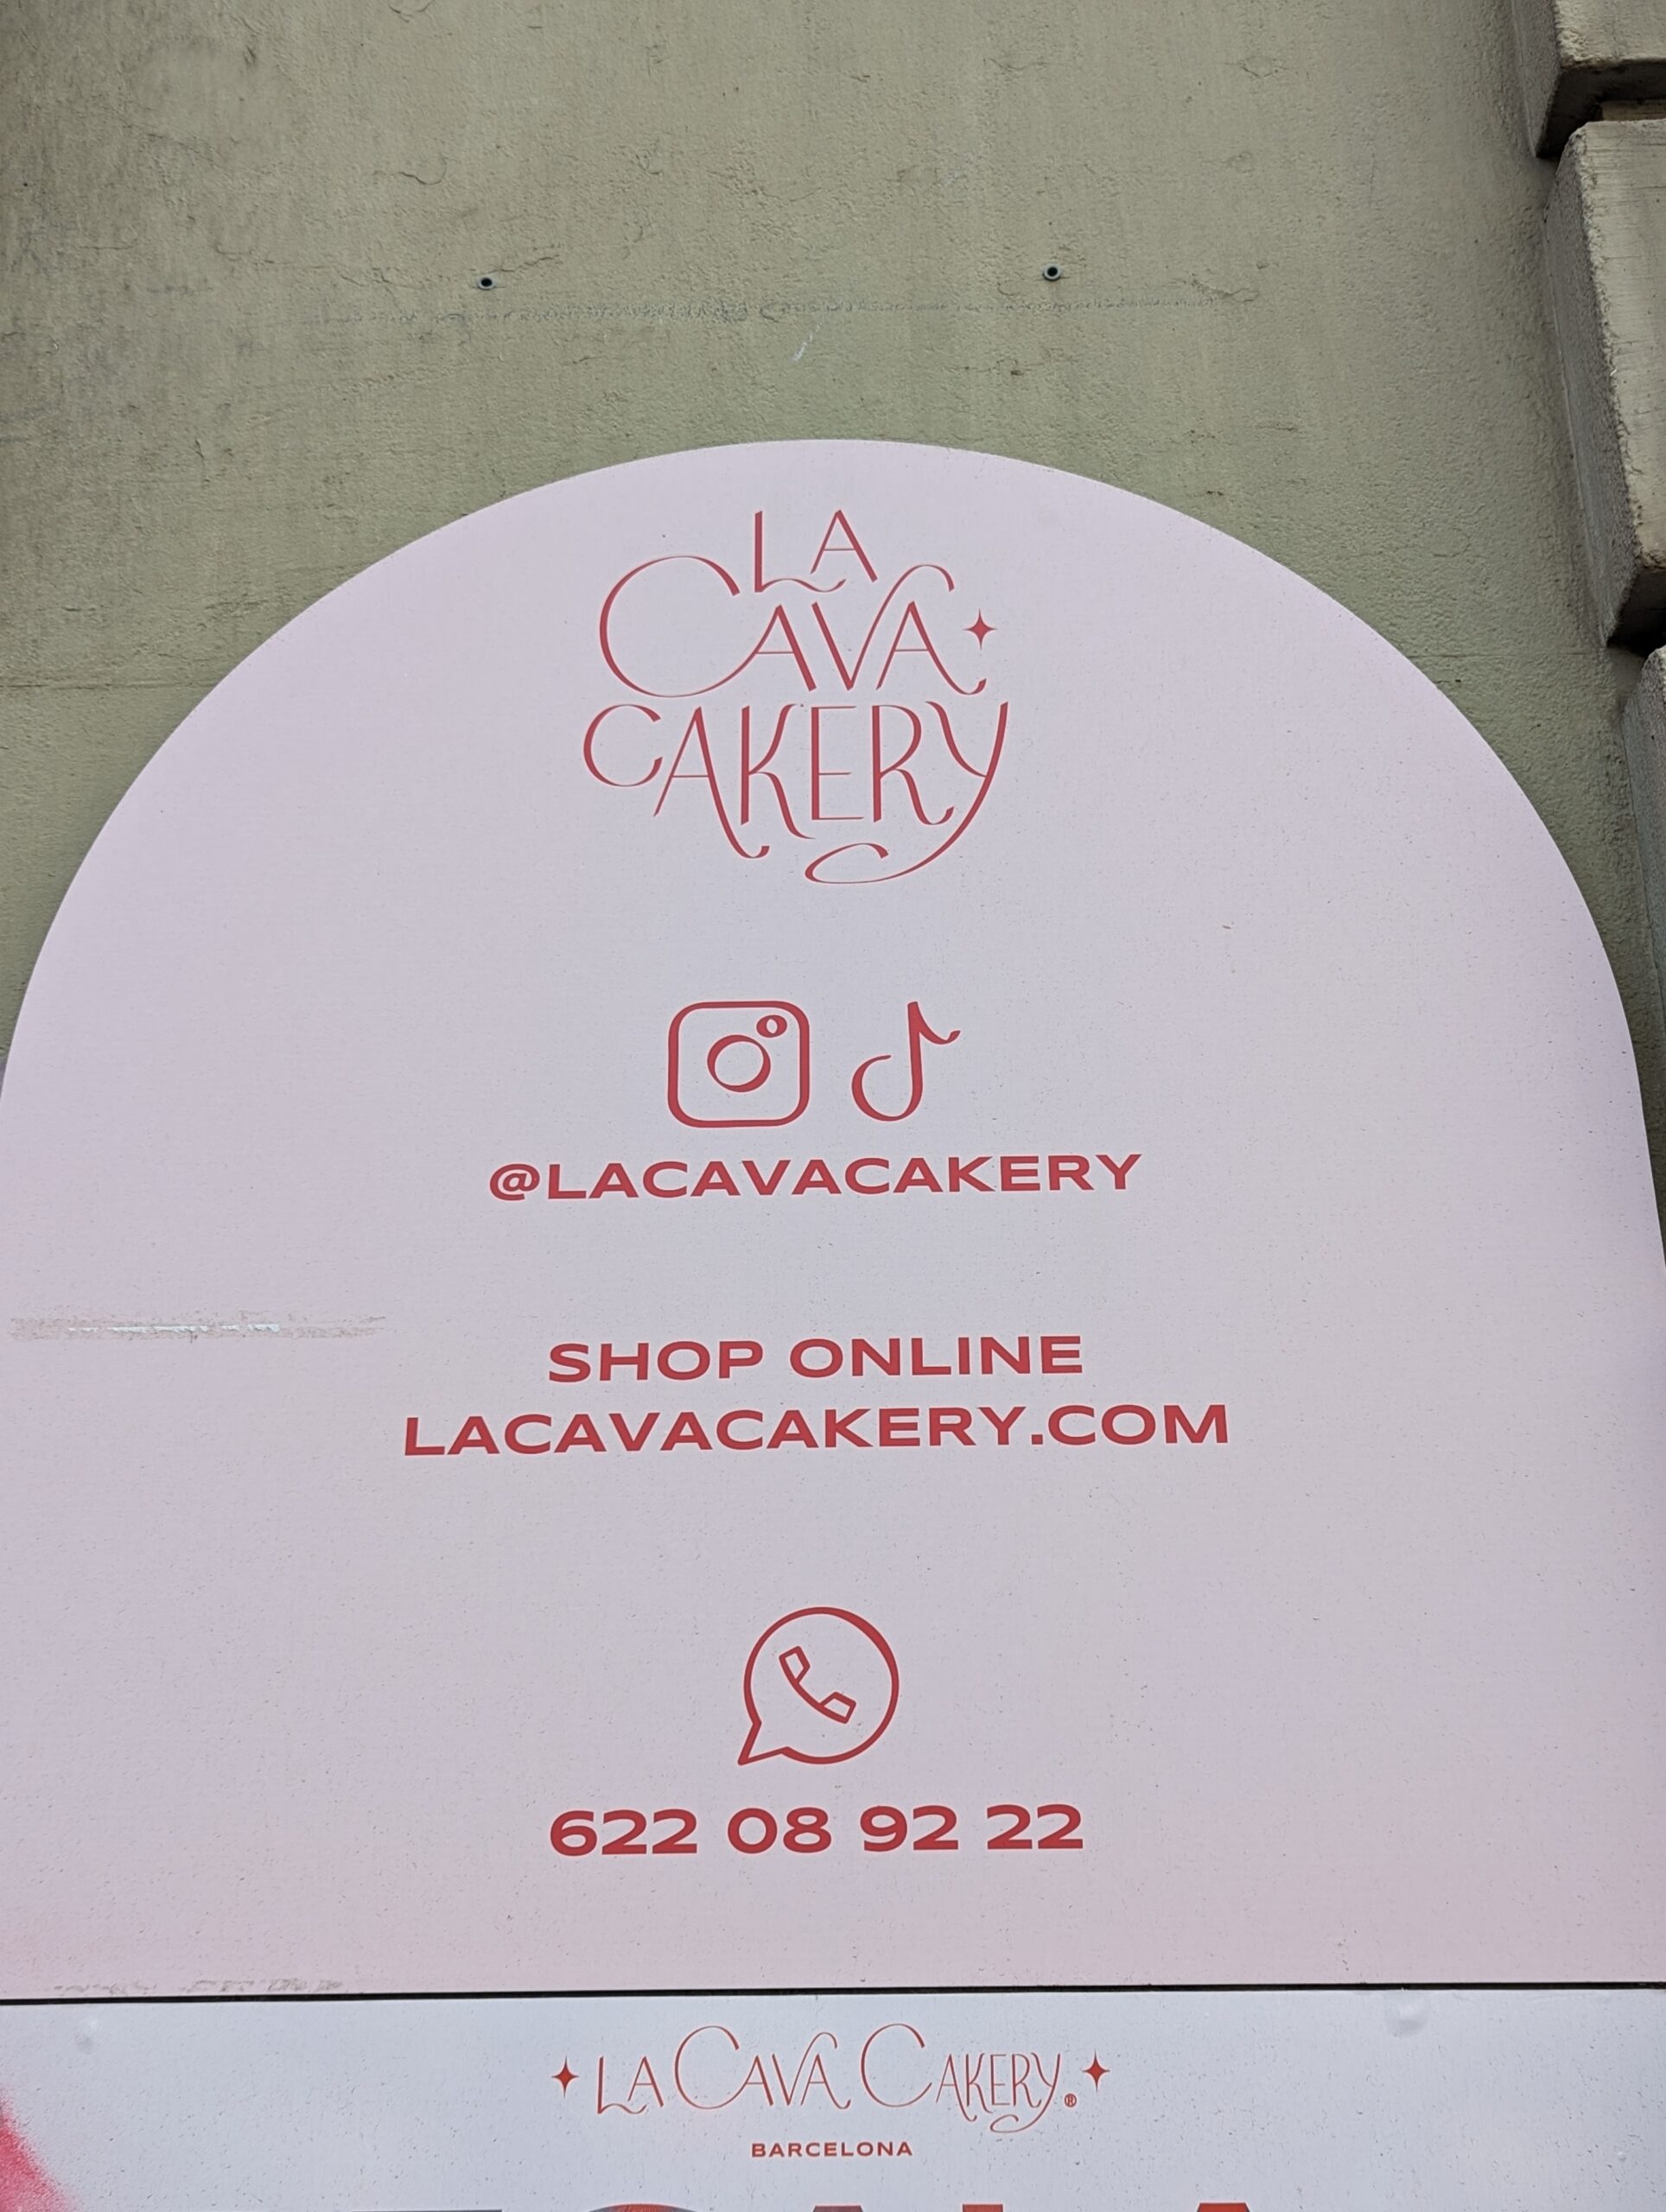 LA
CAVA
CAKERY
@LACAVACAKERY
SHOP ONLINE
LACAVACAKERY.COM
622 08 92 22
LA CAVA CAKERY®
BARCELONA